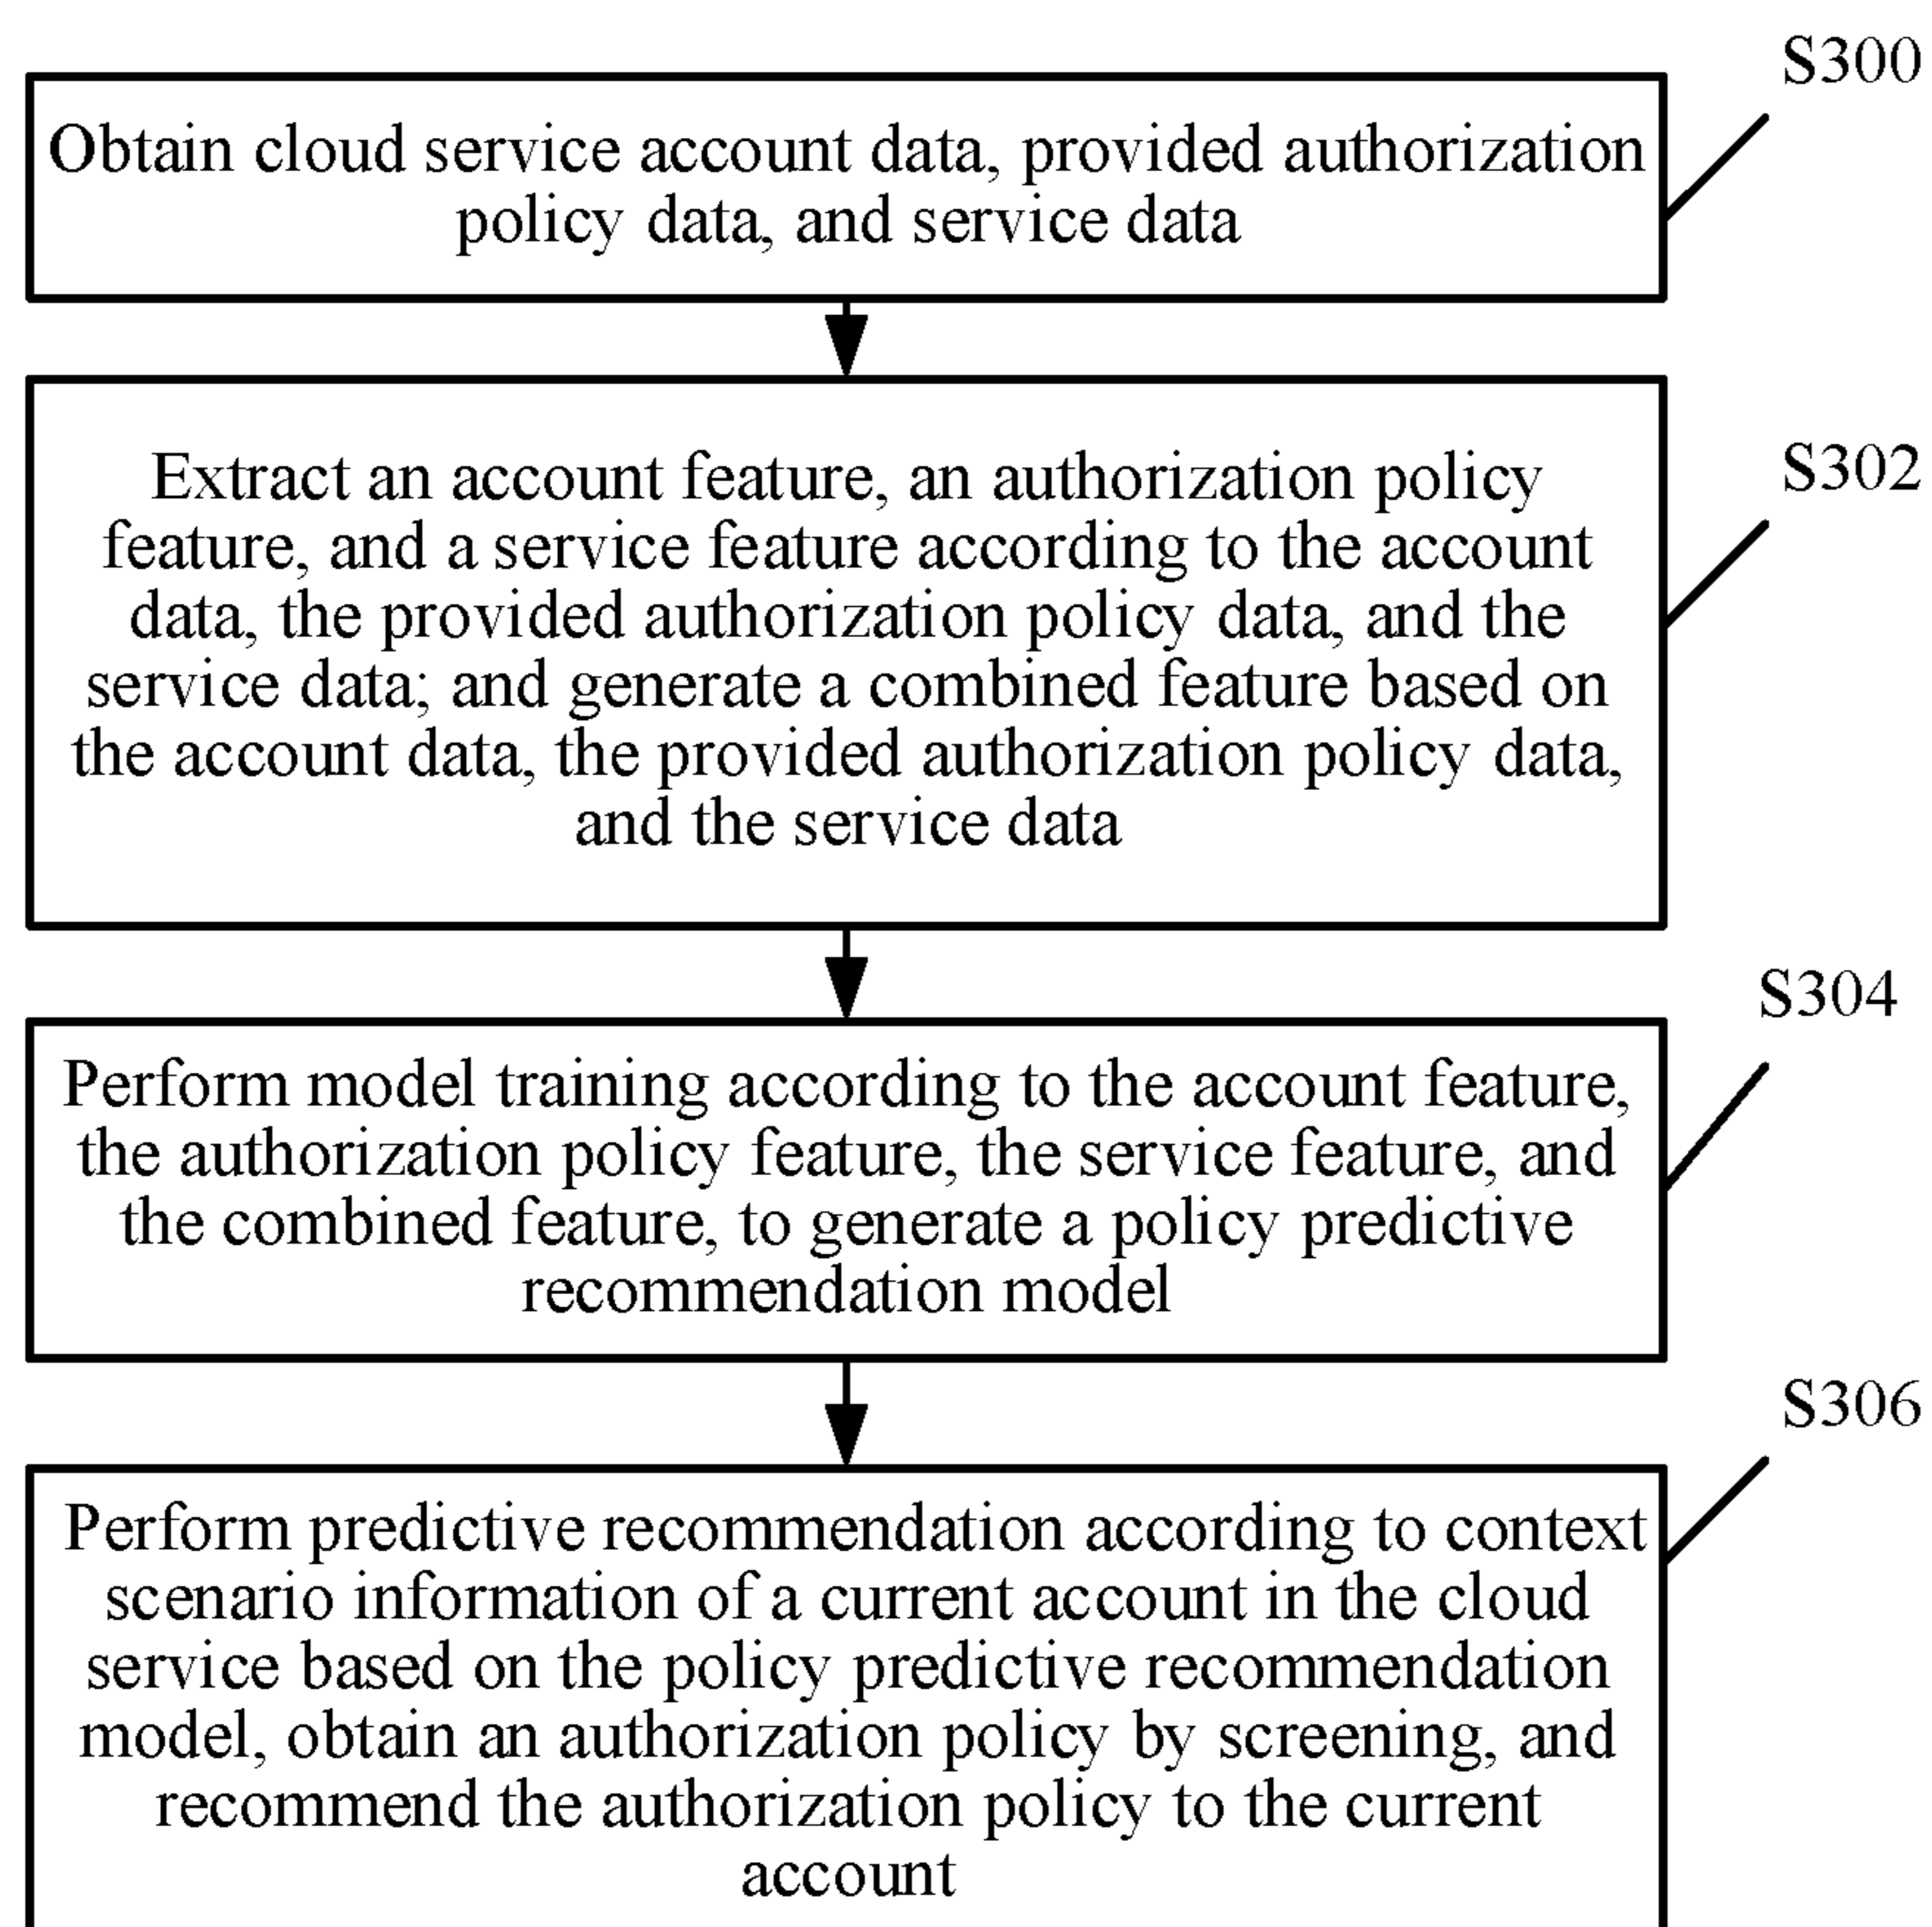 S300
Obtain cloud service account data, provided authorization
policy data, and service data
S302
Extract an account feature, an authorization policy
feature, and a service feature according to the account
data, the provided authorization policy data, and the
service data; and generate a combined feature based on
the account data, the provided authorization policy data,
and the service data
S304
Perform model training according to the account feature,
the authorization policy feature, the service feature, and
the combined feature, to generate a policy predictive
recommendation model
S306
Perform predictive recommendation according to context
scenario information of a current account in the cloud
service based on the policy predictive recommendation
model, obtain an authorization policy by screening, and
recommend the authorization policy to the current
account